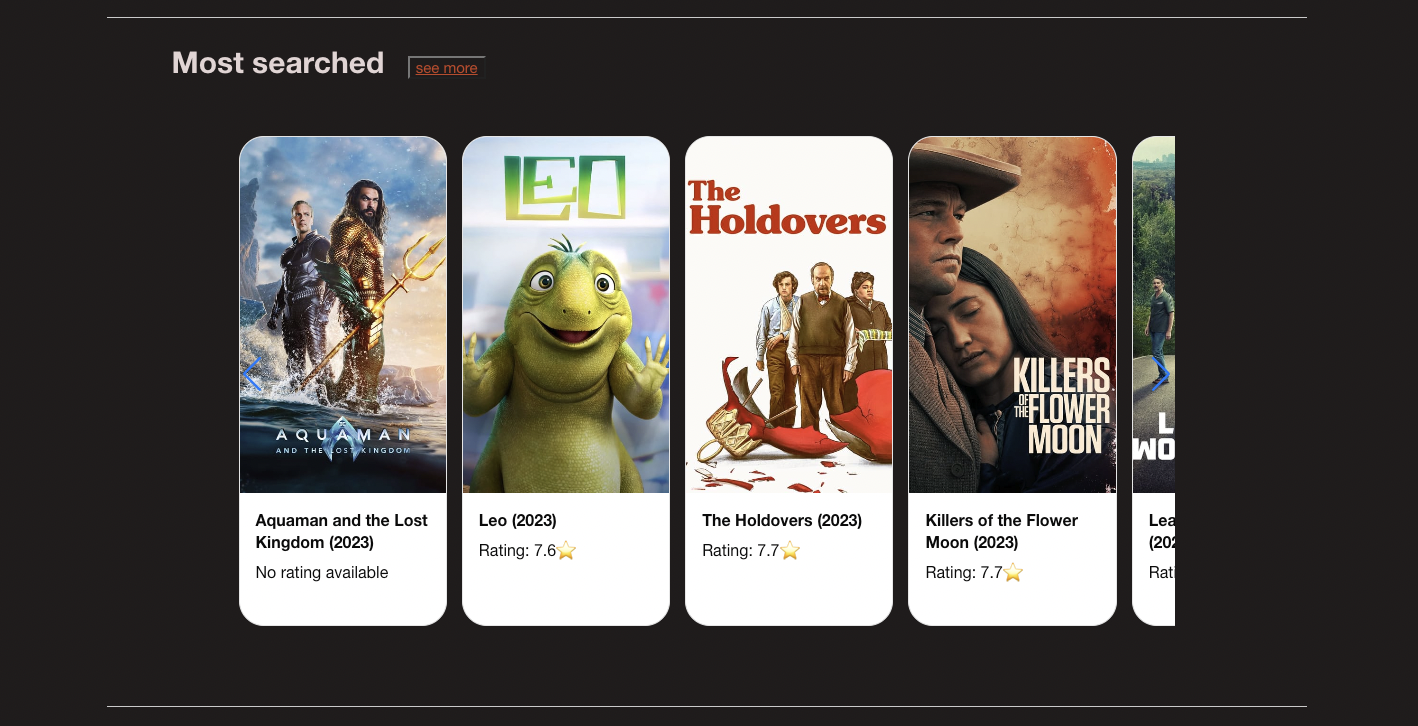 Most searched see more
LEO
The
Holdovers
AQUAMAN
AND THE LOST KINGDOM
KILLERS
OF THE FLOWER
MOON
L
WO
Aquaman and the Lost
Kingdom (2023)
No rating available
Leo (2023)
Rating: 7.6⭐
The Holdovers (2023)
Rating: 7.7⭐
Killers of the Flower
Moon (2023)
Rating: 7.7⭐
Lea
(202
Rati